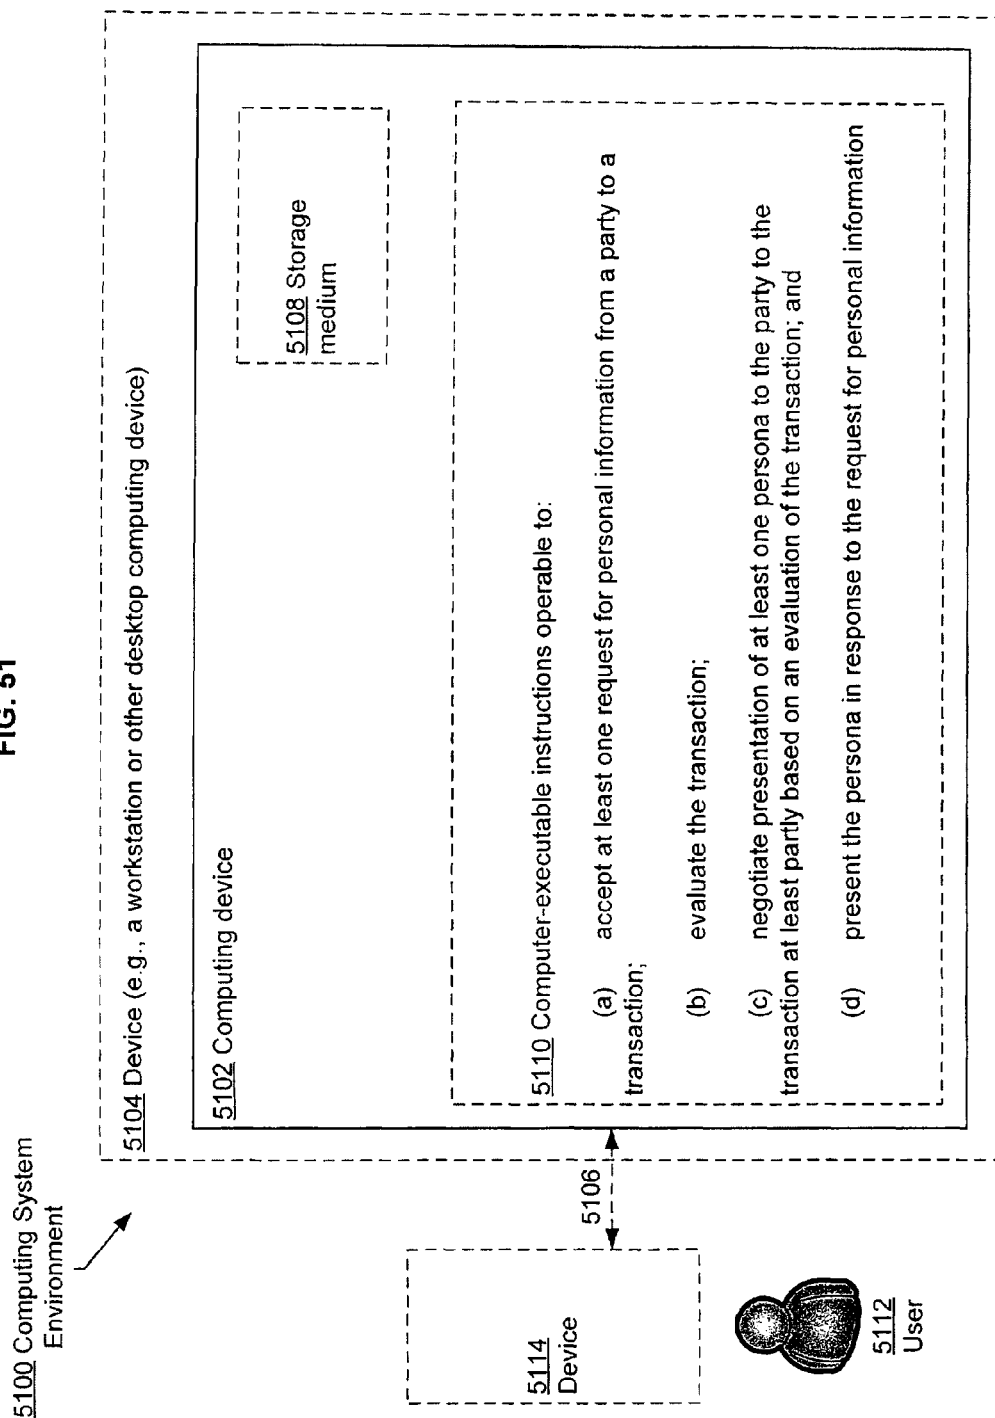 FIG. 51
5100 Computing System
Environment
5104 Device (e.g., a workstation or other desktop computing device)
5102 Computing device
5108 Storage
medium
5110 Computer-executable instructions operable to:
(a) accept at least one request for personal information from a party to a
transaction;
(b) evaluate the transaction;
(c) negotiate presentation of at least one persona to the party to the
transaction at least partly based on an evaluation of the transaction; and
(d) present the persona in response to the request for personal information
5106
5114
Device
5112
User